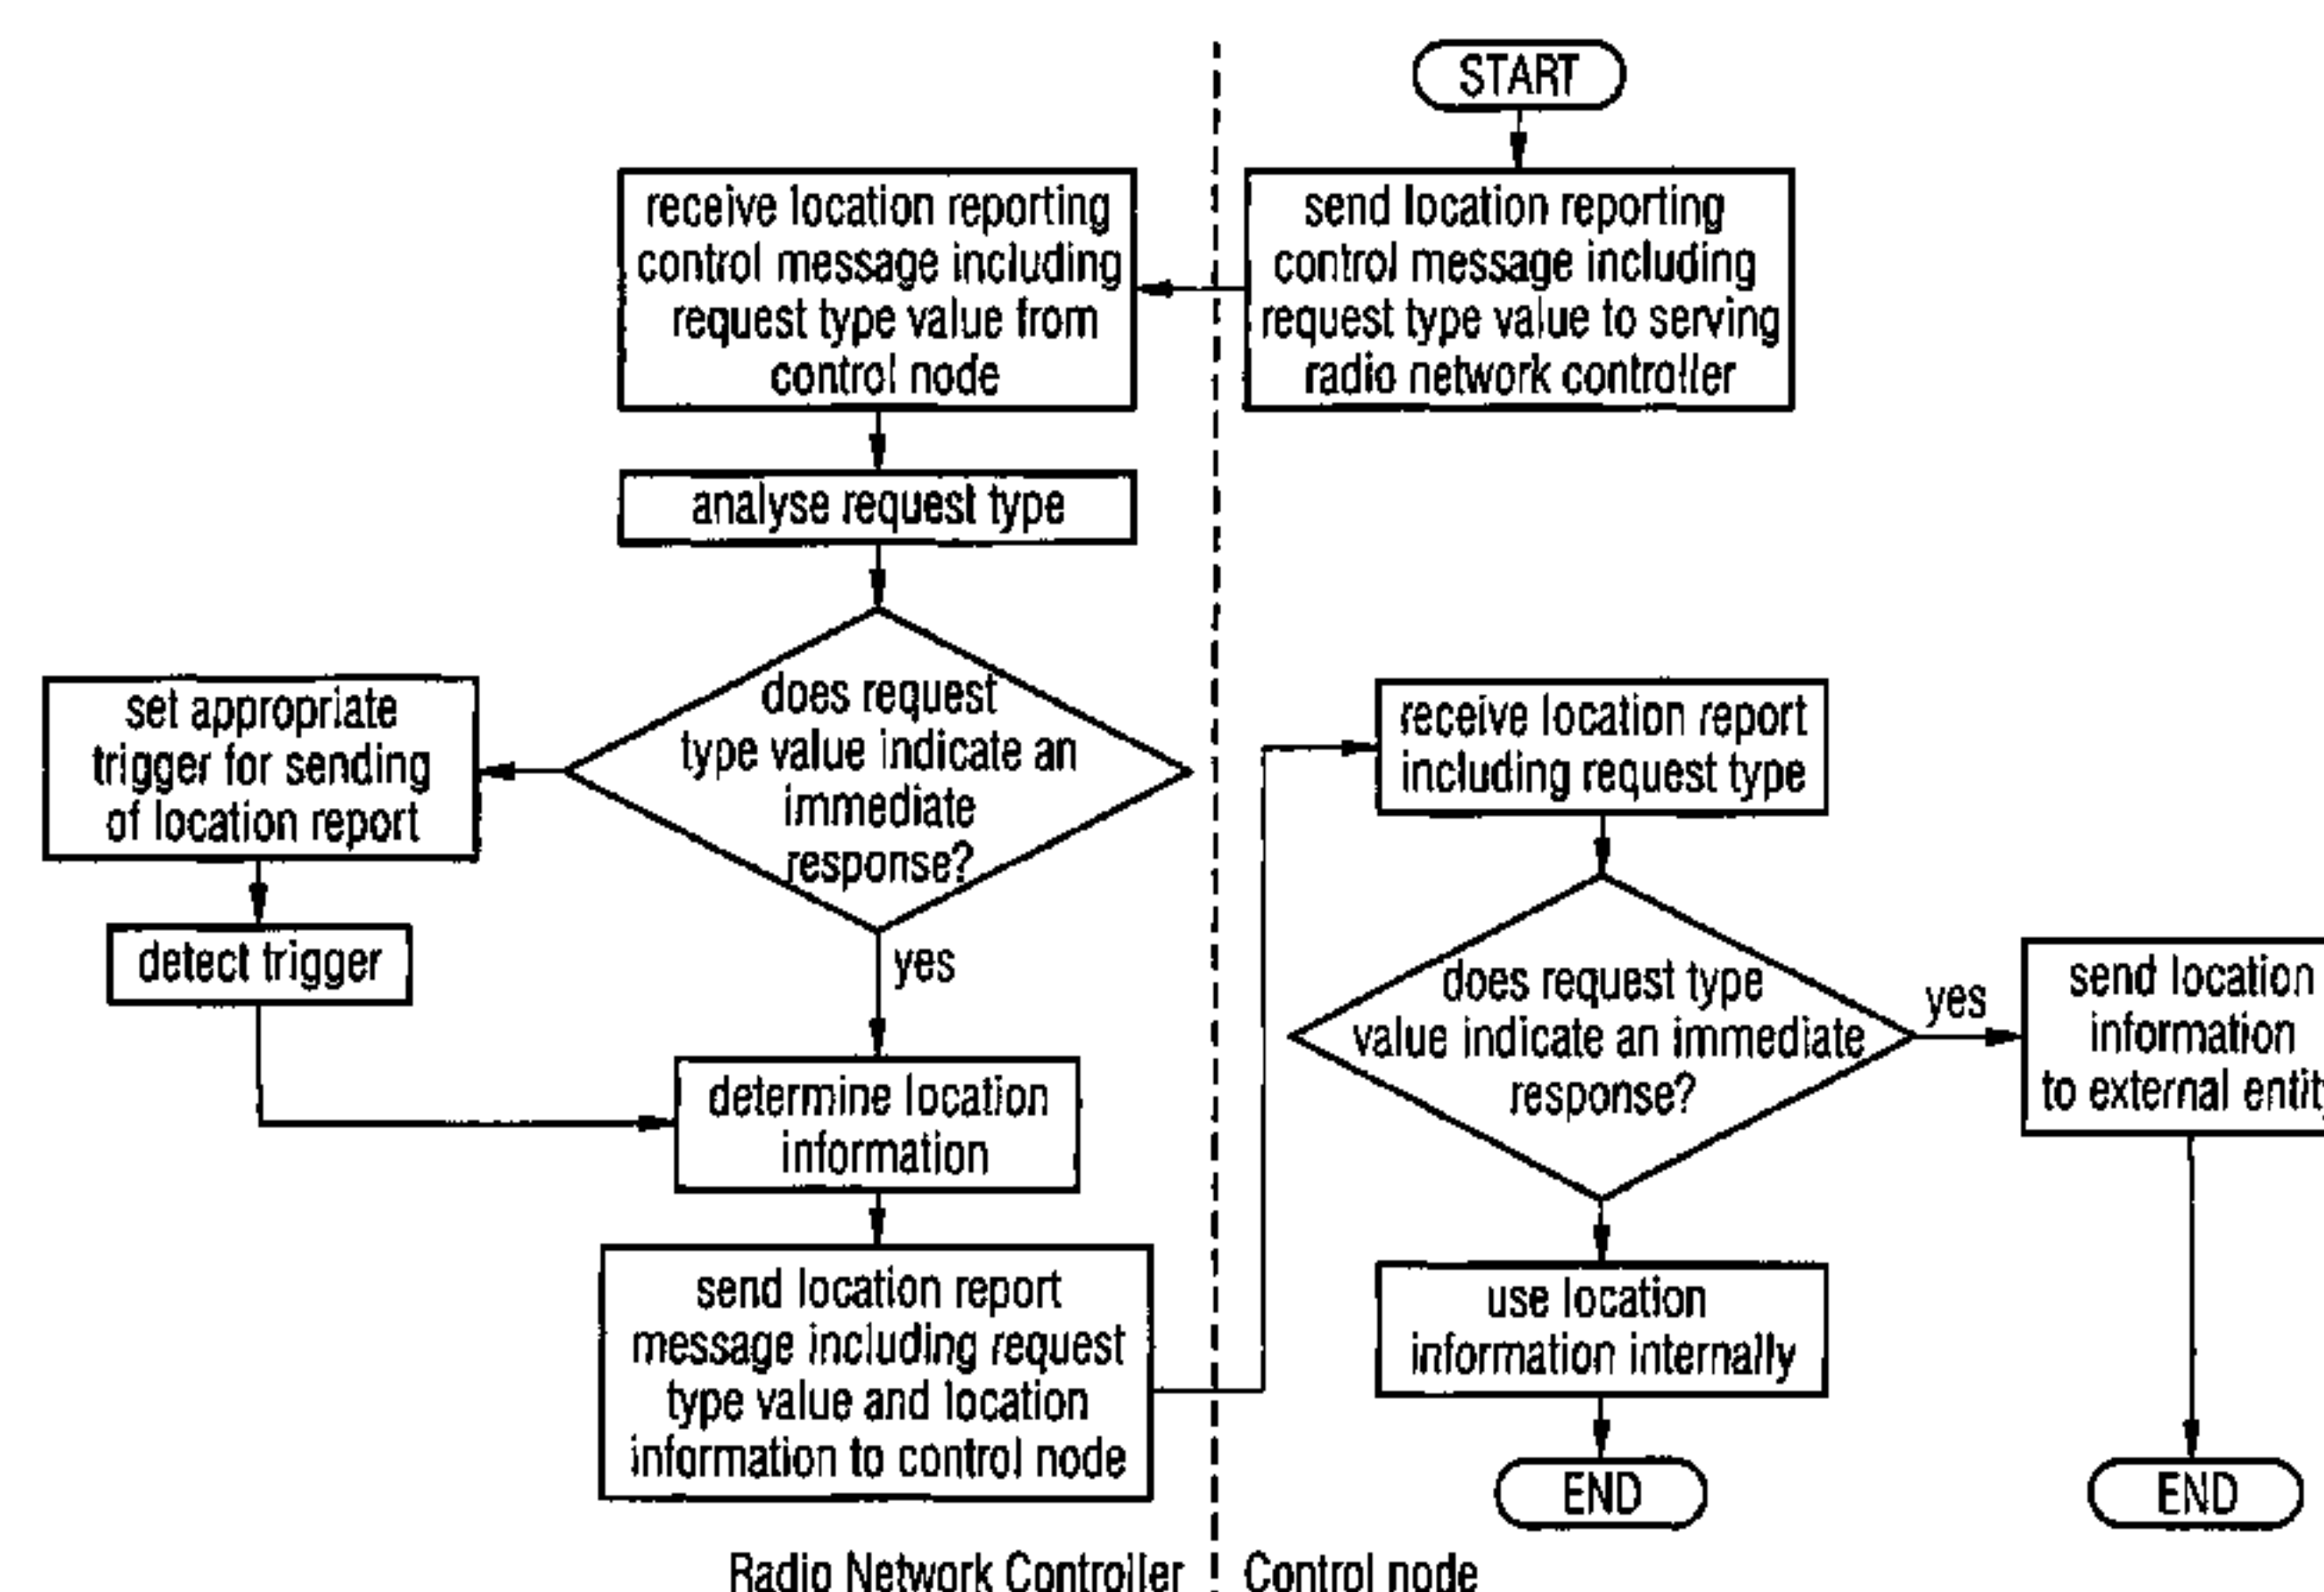 START
send location reporting
control message including
request type value to serving
radio network controller
receive location reporting
control message including
request type value from
control node
analyse request type
does request
type value indicate an
immediate
response?
set appropriate
trigger for sending
of location report
detect trigger
yes
determine location
information
send location report
message including request
type value and location
information to control node
receive location report
including request type
does request type
value indicate an immediate
response?
yes
send location
information
to external entity
use location
information internally
END
END
Radio Network Controller
Control node